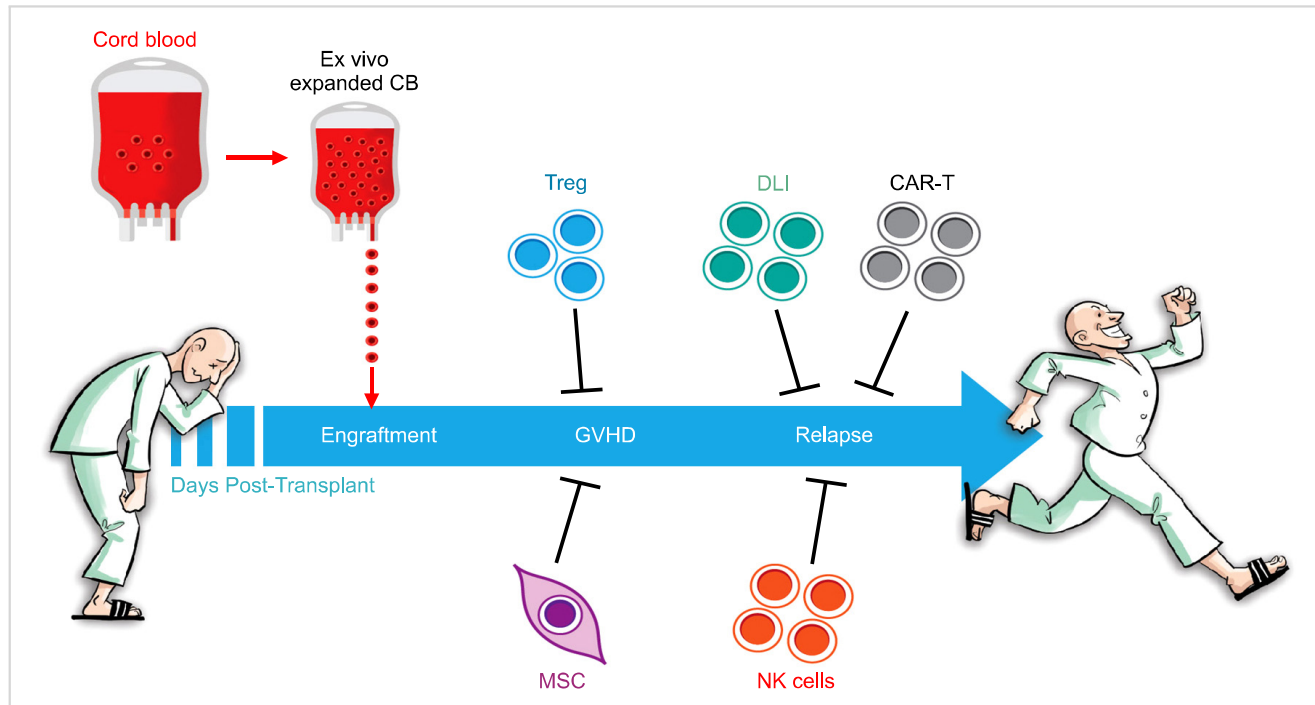 Cord blood
Ex vivo
expanded CB
Treg
DLI
CAR-T
Engraftment
GVHD
Relapse
Days Post-Transplant
MSC
NK cells